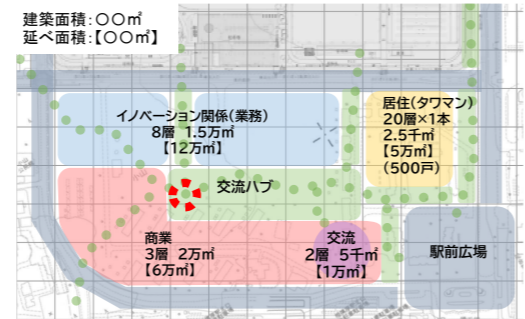 建築面積:〇〇㎡
延べ面積:【〇〇㎡】
イノベーション関係(業務)
8層 1.5万㎡
【12万㎡】
居住(タワマン)
20層×1本
2.5千㎡
【5万㎡】
(500戸)
交流ハブ
商業
3層 2万㎡
【6万㎡】
交流
2層 5千㎡
【1万㎡】
駅前広場